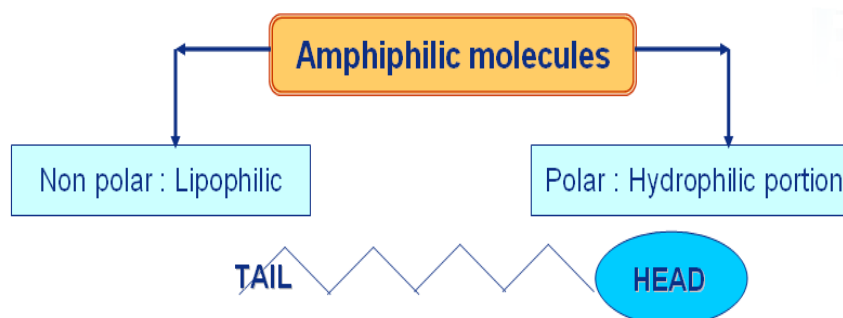 Amphiphilic molecules
Non polar : Lipophilic
Polar : Hydrophilic portion
TAIL
HEAD